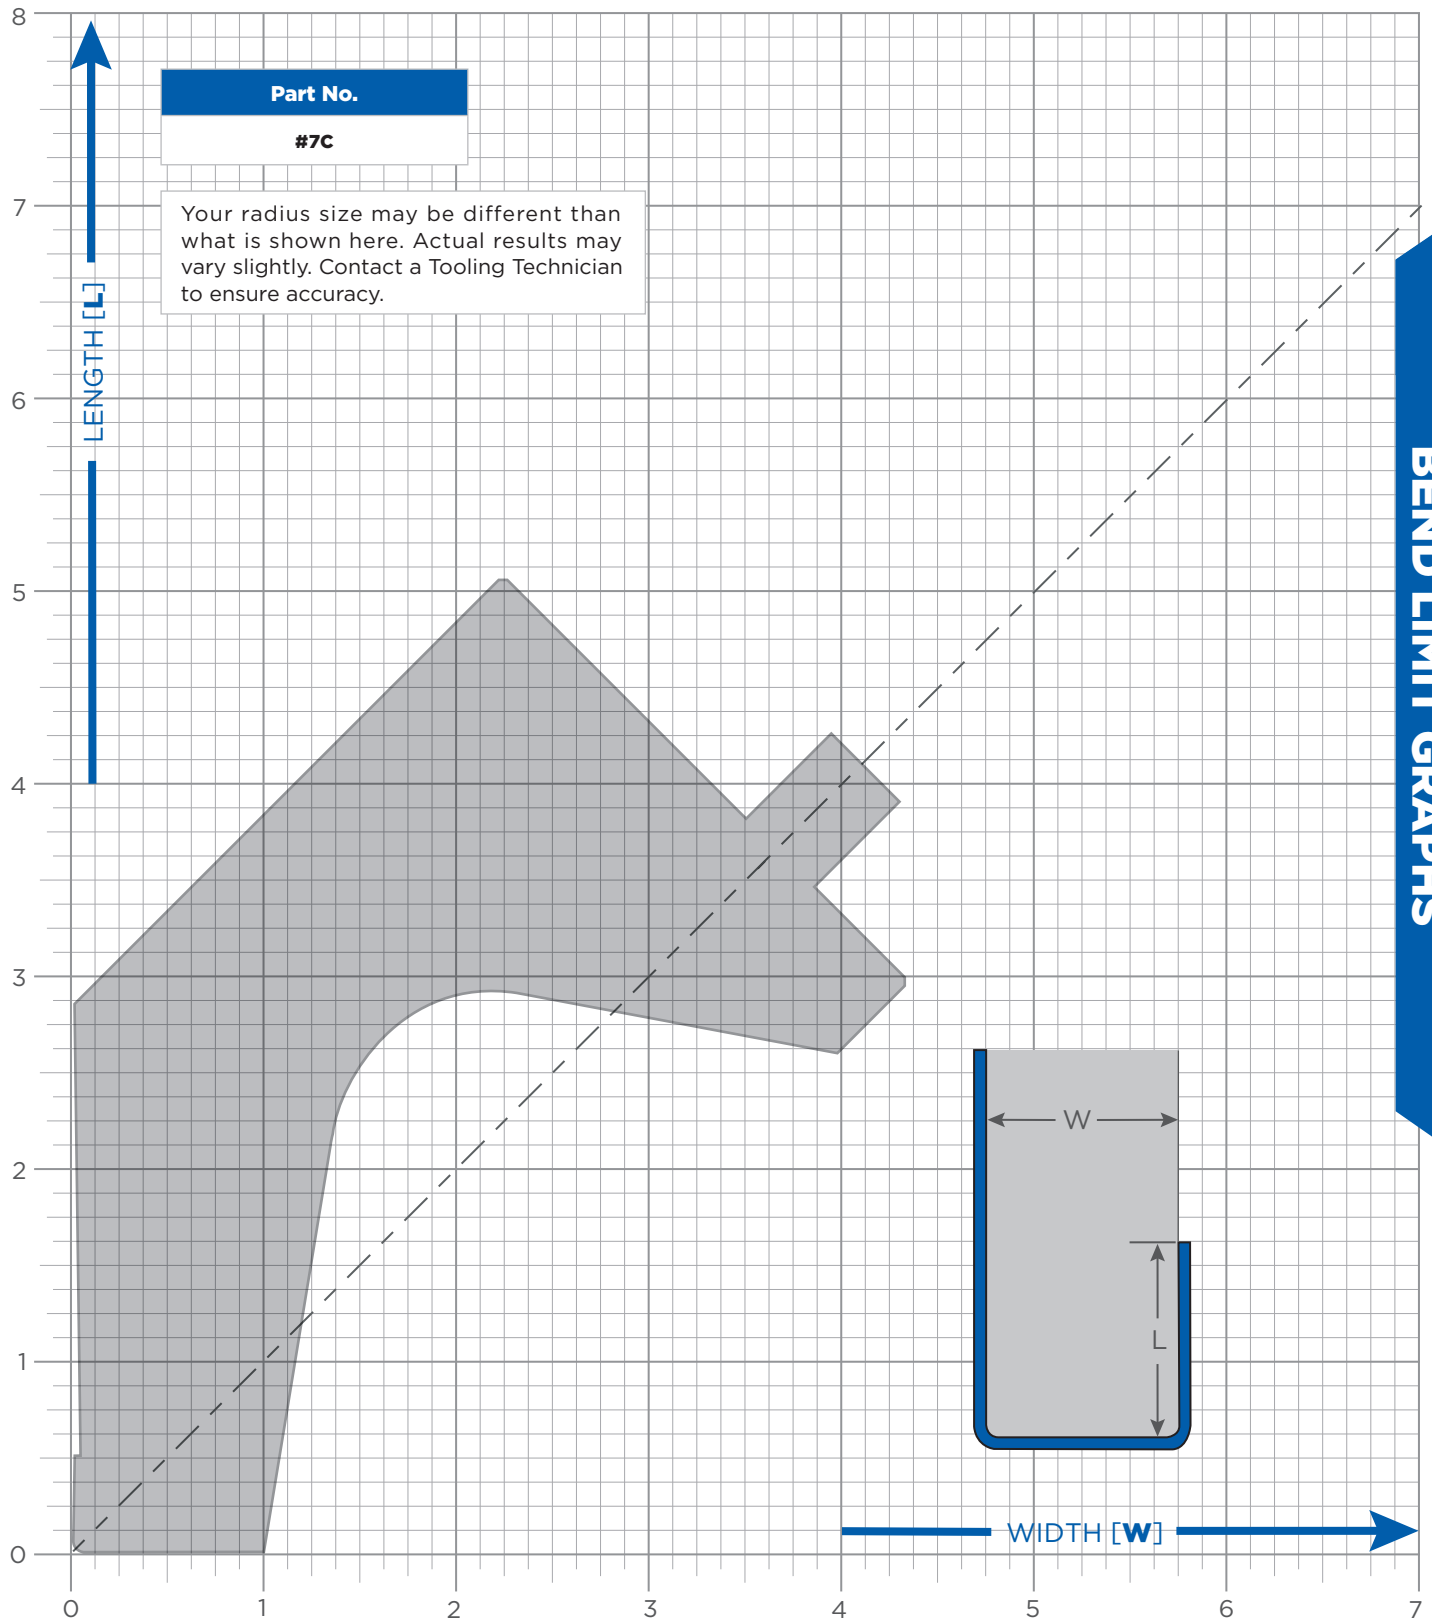 8
Part No.
#7C
7
Your radius size may be different than
what is shown here. Actual results may
vary slightly. Contact a Tooling Technician
to ensure accuracy.
LENGTH [L]
6
BEND LIMIT GRAPHS
5
4
3
W
2
L
1
WIDTH [W]
0
0 1 2 3 4 5 6 7